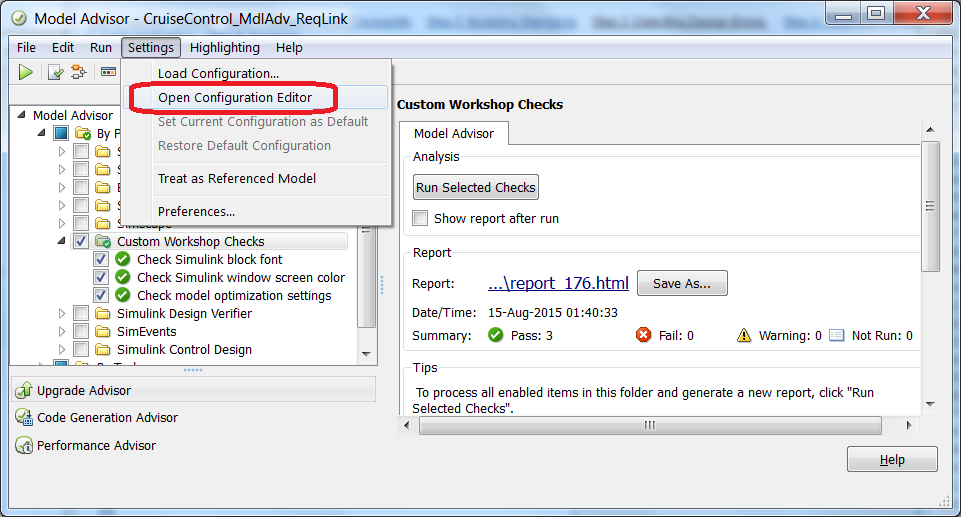 Model Advisor - CruiseControl_MdlAdv_ReqLink
File Edit Run Settings Highlighting Help
Load Configuration...
Open Configuration Editor
Set Current Configuration as Default
Restore Default Configuration
Treat as Referenced Model
Preferences...
Model Advisor
By P
Custom Workshop Checks
Check Simulink block font
Check Simulink window screen color
Check model optimization settings
Simulink Design Verifier
SimEvents
Simulink Control Design
Upgrade Advisor
Code Generation Advisor
Performance Advisor
Custom Workshop Checks
Model Advisor
Analysis
Run Selected Checks
Show report after run
Report
Report: ...\report_176.html Save As...
Date/Time: 15-Aug-2015 01:40:33
Summary: Pass: 3 Fail: 0 Warning: 0 Not Run: 0
Tips
To process all enabled items in this folder and generate a new report, click "Run
Selected Checks".
Help